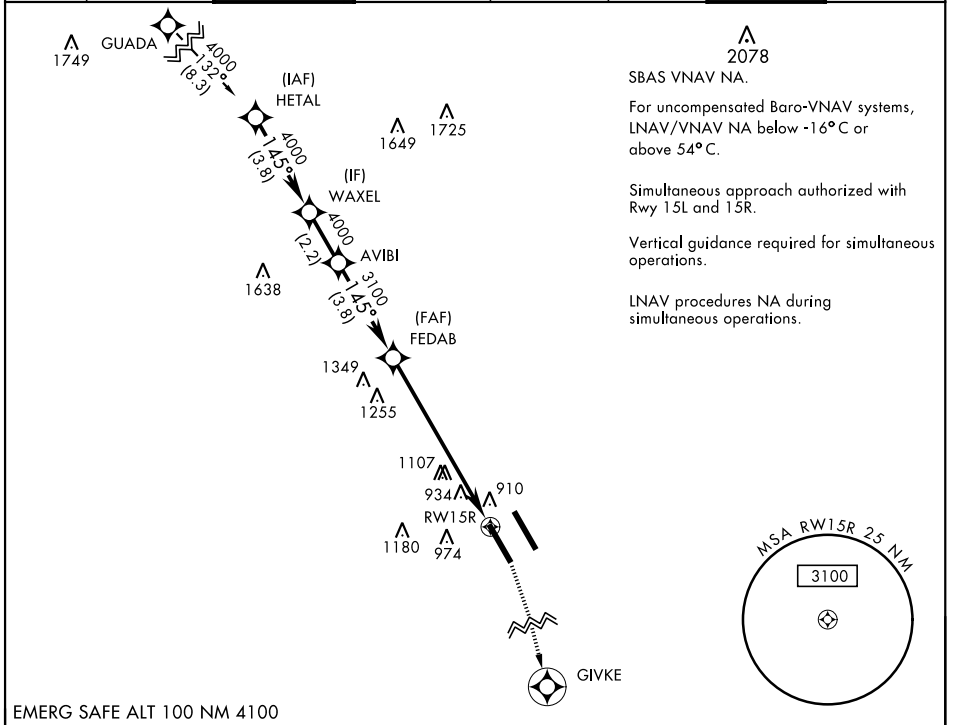 1749
GUADA
4000
132°
(8.3)
(IAF)
HETAL
4000
145°
(3.8)
1649
1725
(IF)
WAXEL
4000
(2.2)
AVIBI
1638
3100
145°
(3.8)
(FAF)
FEDAB
1349
1255
1107
934
910
RW15R
1180
974
GIVKE
2078
SBAS VNAV NA.
For uncompensated Baro-VNAV systems,
LNAV/VNAV NA below -16°C or
above 54°C.
Simultaneous approach authorized with
Rwy 15L and 15R.
Vertical guidance required for simultaneous
operations.
LNAV procedures NA during
simultaneous operations.
MSA RW15R 25 NM
3100
EMERG SAFE ALT 100 NM 4100